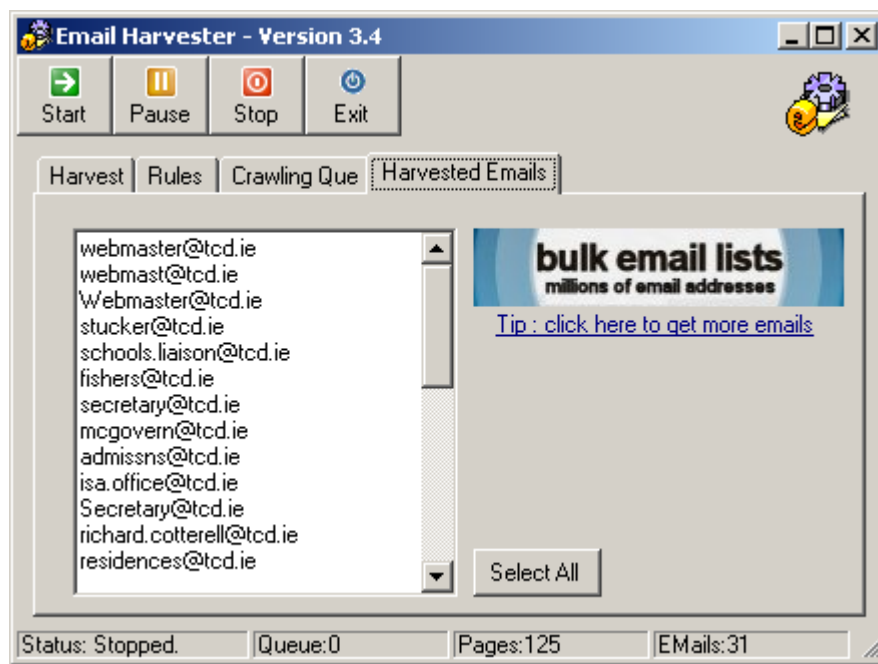 Email Harvester - Version 3.4
Start Pause Stop Exit
Harvest Rules Crawling Que Harvested Emails
webmaster@tcd.ie
webmast@tcd.ie
Webmaster@tcd.ie
stucker@tcd.ie
schools.liaison@tcd.ie
fishers@tcd.ie
secretary@tcd.ie
mcgovern@tcd.ie
admissns@tcd.ie
isa.office@tcd.ie
Secretary@tcd.ie
richard.cotterell@tcd.ie
residences@tcd.ie
bulk email lists
millions of email addresses
Tip : click here to get more emails
Select All
Status: Stopped. Queue:0 Pages:125 EMails:31